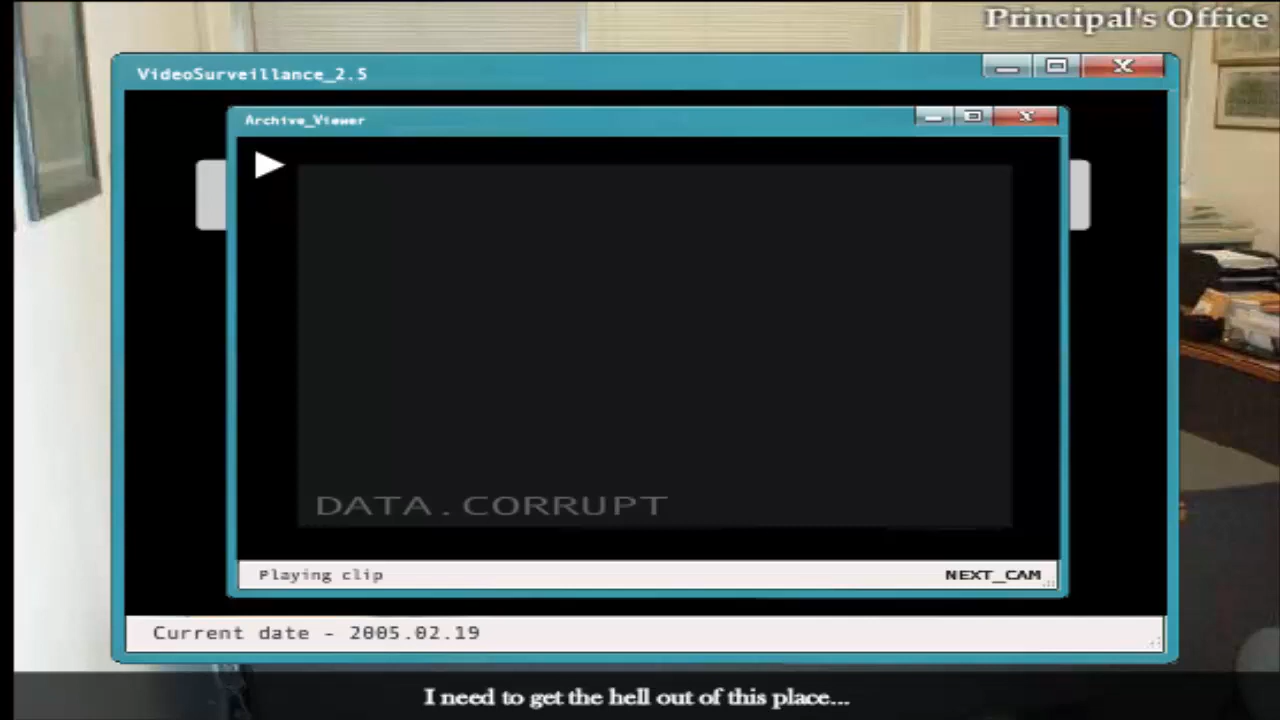 Principal's Office
VideoSurveillance_2.5
Archive_Viewer
DATA.CORRUPT
Playing clip
NEXT_CAM
Current date - 2005.02.19
I need to get the hell out of this place...